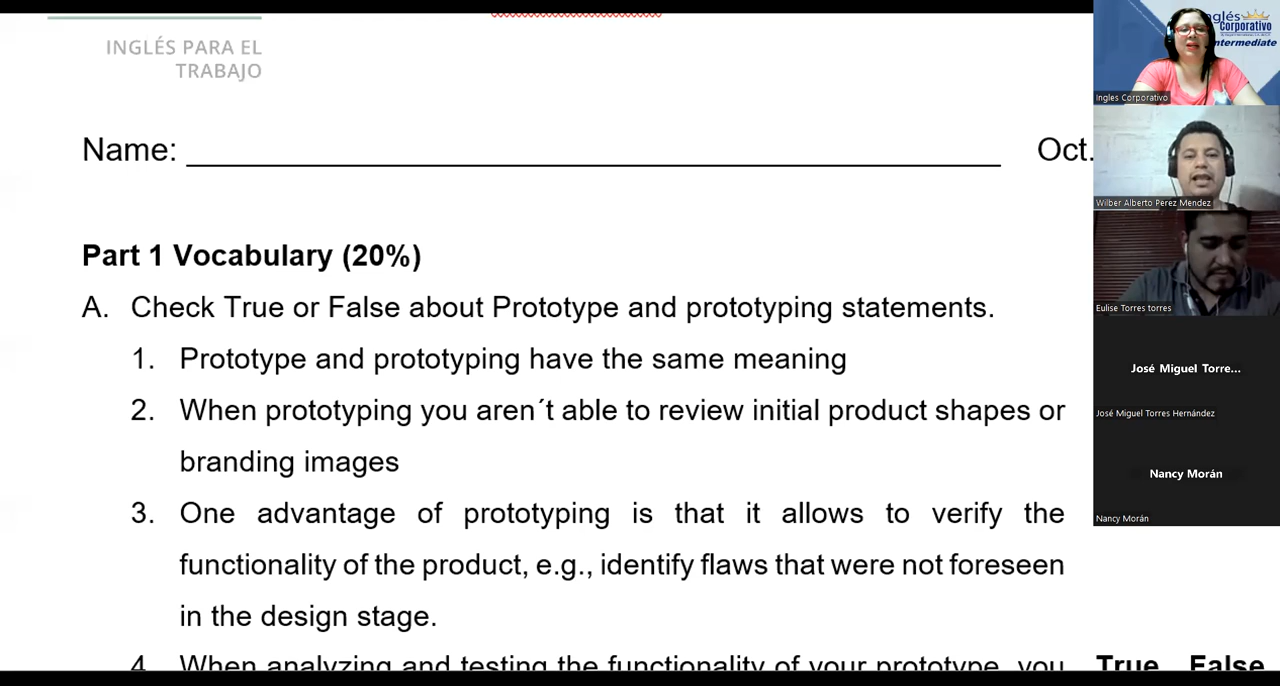 INGLÉS PARA EL
TRABAJO
Name: Oct.
Part 1 Vocabulary (20%)
A. Check True or False about Prototype and prototyping statements.
1. Prototype and prototyping have the same meaning
2. When prototyping you aren´t able to review initial product shapes or
branding images
3. One advantage of prototyping is that it allows to verify the
functionality of the product, e.g., identify flaws that were not foreseen
in the design stage.
4. When analyzing and testing the functionality of your prototype, you True False
Inglés
Corporativo
Intermediate
Ingles Corporativo
Wilber Alberto Perez Mendez
Eulise Torres torres
José Miguel Torre...
José Miguel Torres Hernández
Nancy Morán
Nancy Morán